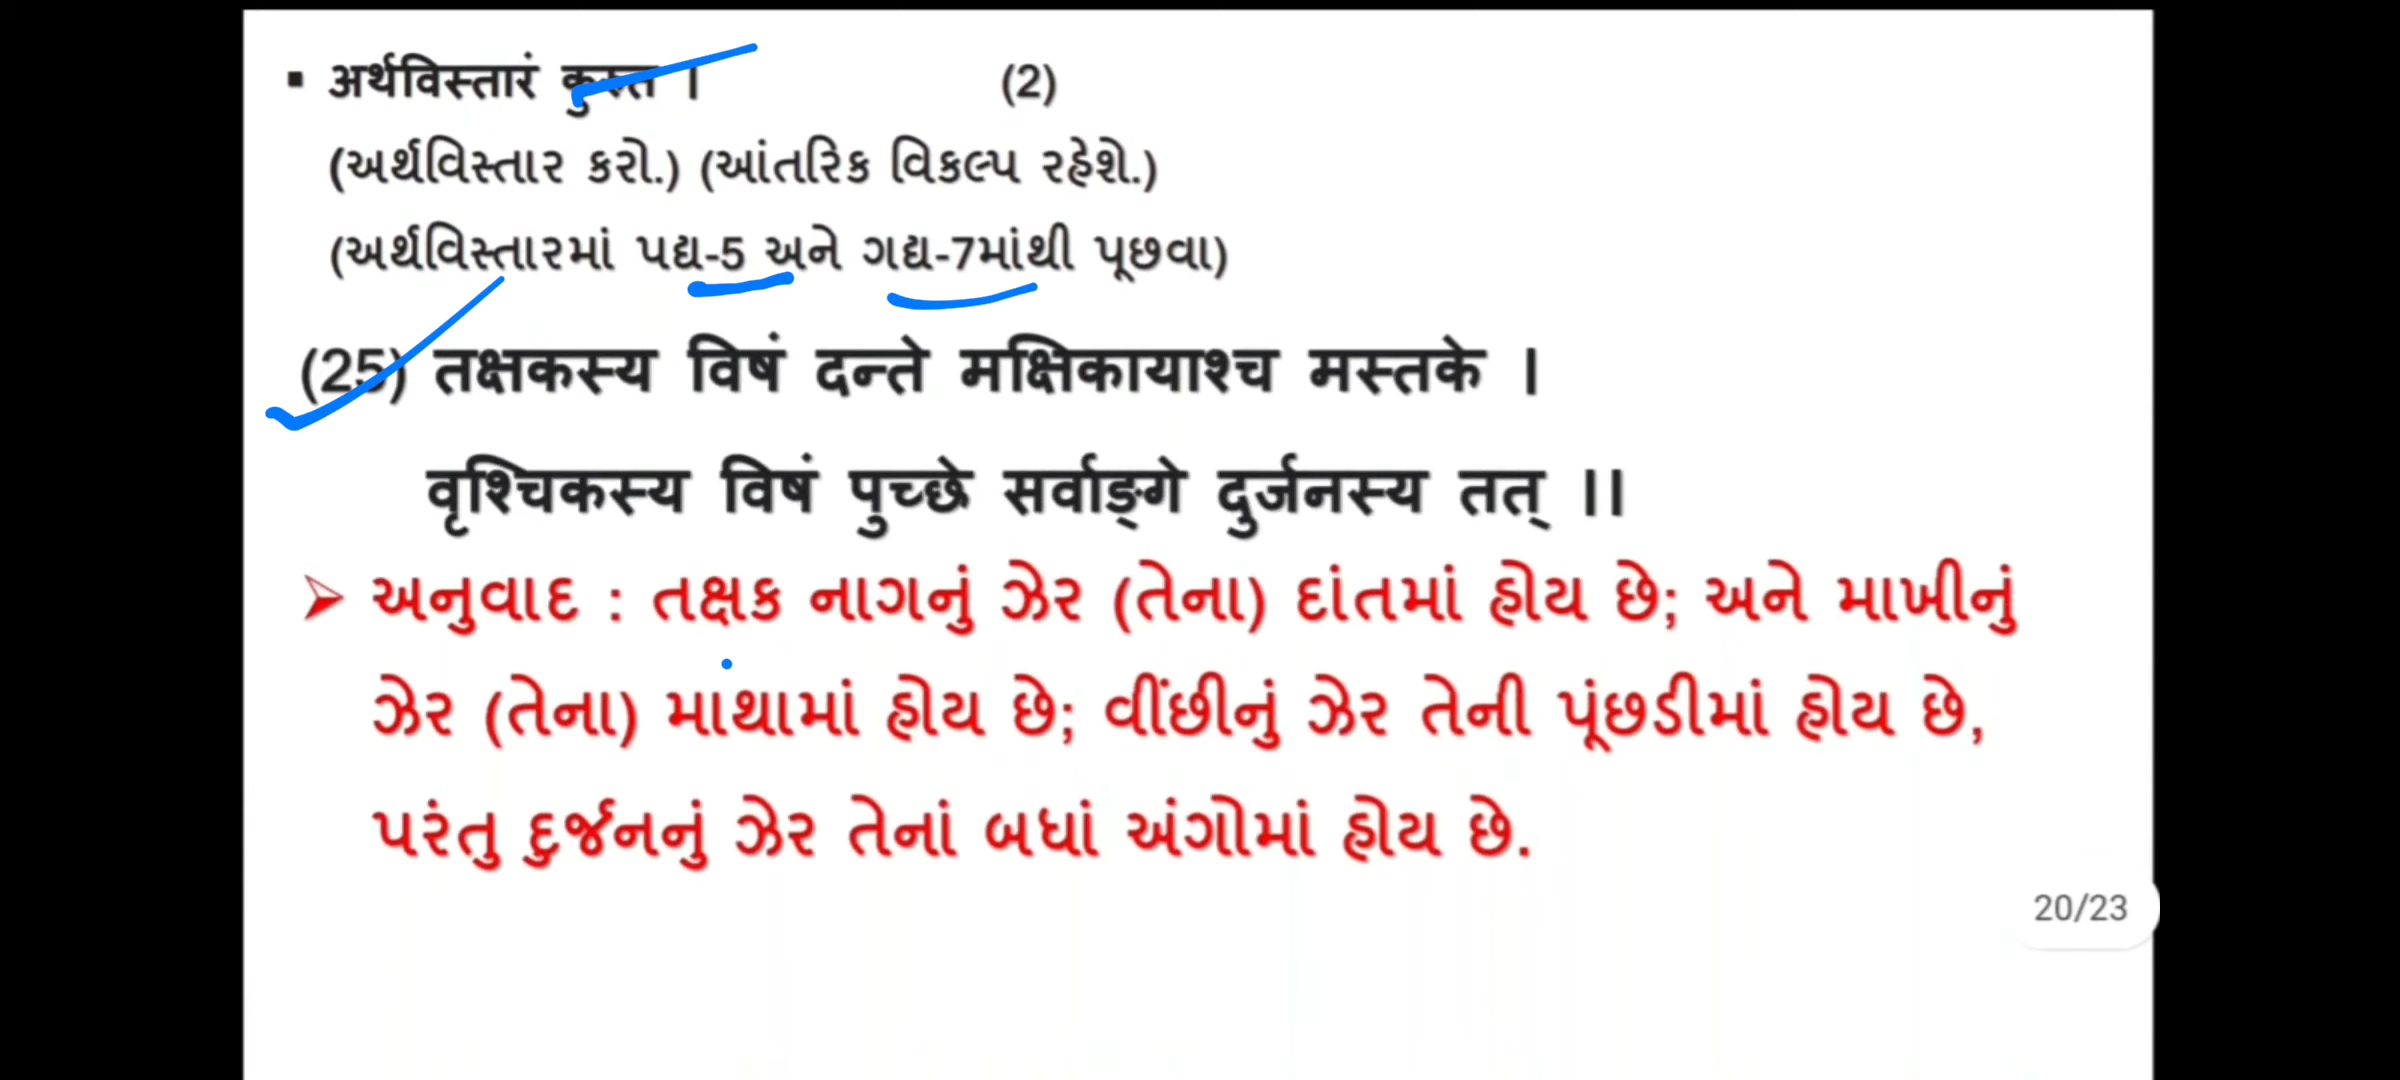 ▪ अर्थविस्तारं कुरुत । (2)
(અર્થવિસ્તાર કરો.) (આંતરિક વિકલ્પ રહેશે.)
(અર્થવિસ્તારમાં પદ્ય-5 અને ગદ્ય-7માંથી પૂછવા)
(25) तक्षकस्य विषं दन्ते मक्षिकायाश्च मस्तके ।
वृश्चिकस्य विषं पुच्छे सर्वाङ्गे दुर्जनस्य तत् ।।
➢ અનુવાદ : તક્ષક નાગનું ઝેર (તેના) દાંતમાં હોય છે; અને માખીનું
ઝેર (તેના) માથામાં હોય છે; વીંછીનું ઝેર તેની પૂંછડીમાં હોય છે,
પરંતુ દુર્જનનું ઝેર તેનાં બધાં અંગોમાં હોય છે.
20/23